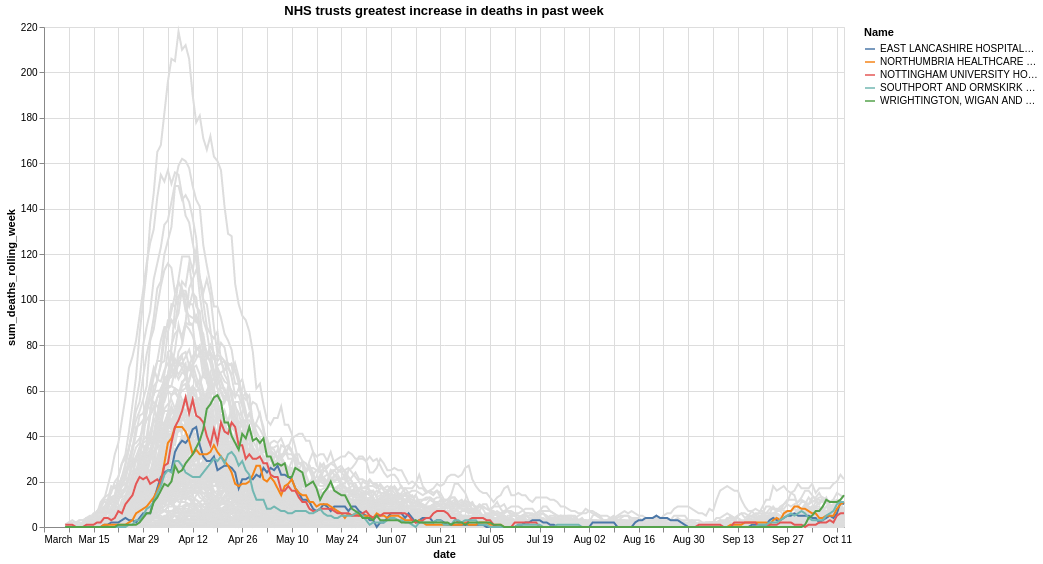 NHS trusts greatest increase in deaths in past week
Name
EAST LANCASHIRE HOSPITAL…
NORTHUMBRIA HEALTHCARE …
NOTTINGHAM UNIVERSITY HO…
SOUTHPORT AND ORMSKIRK …
WRIGHTINGTON, WIGAN AND …
sum_deaths_rolling_week
220
200
180
160
140
120
100
80
60
40
20
0
March Mar 15 Mar 29 Apr 12 Apr 26 May 10 May 24 Jun 07 Jun 21 Jul 05 Jul 19 Aug 02 Aug 16 Aug 30 Sep 13 Sep 27 Oct 11
date